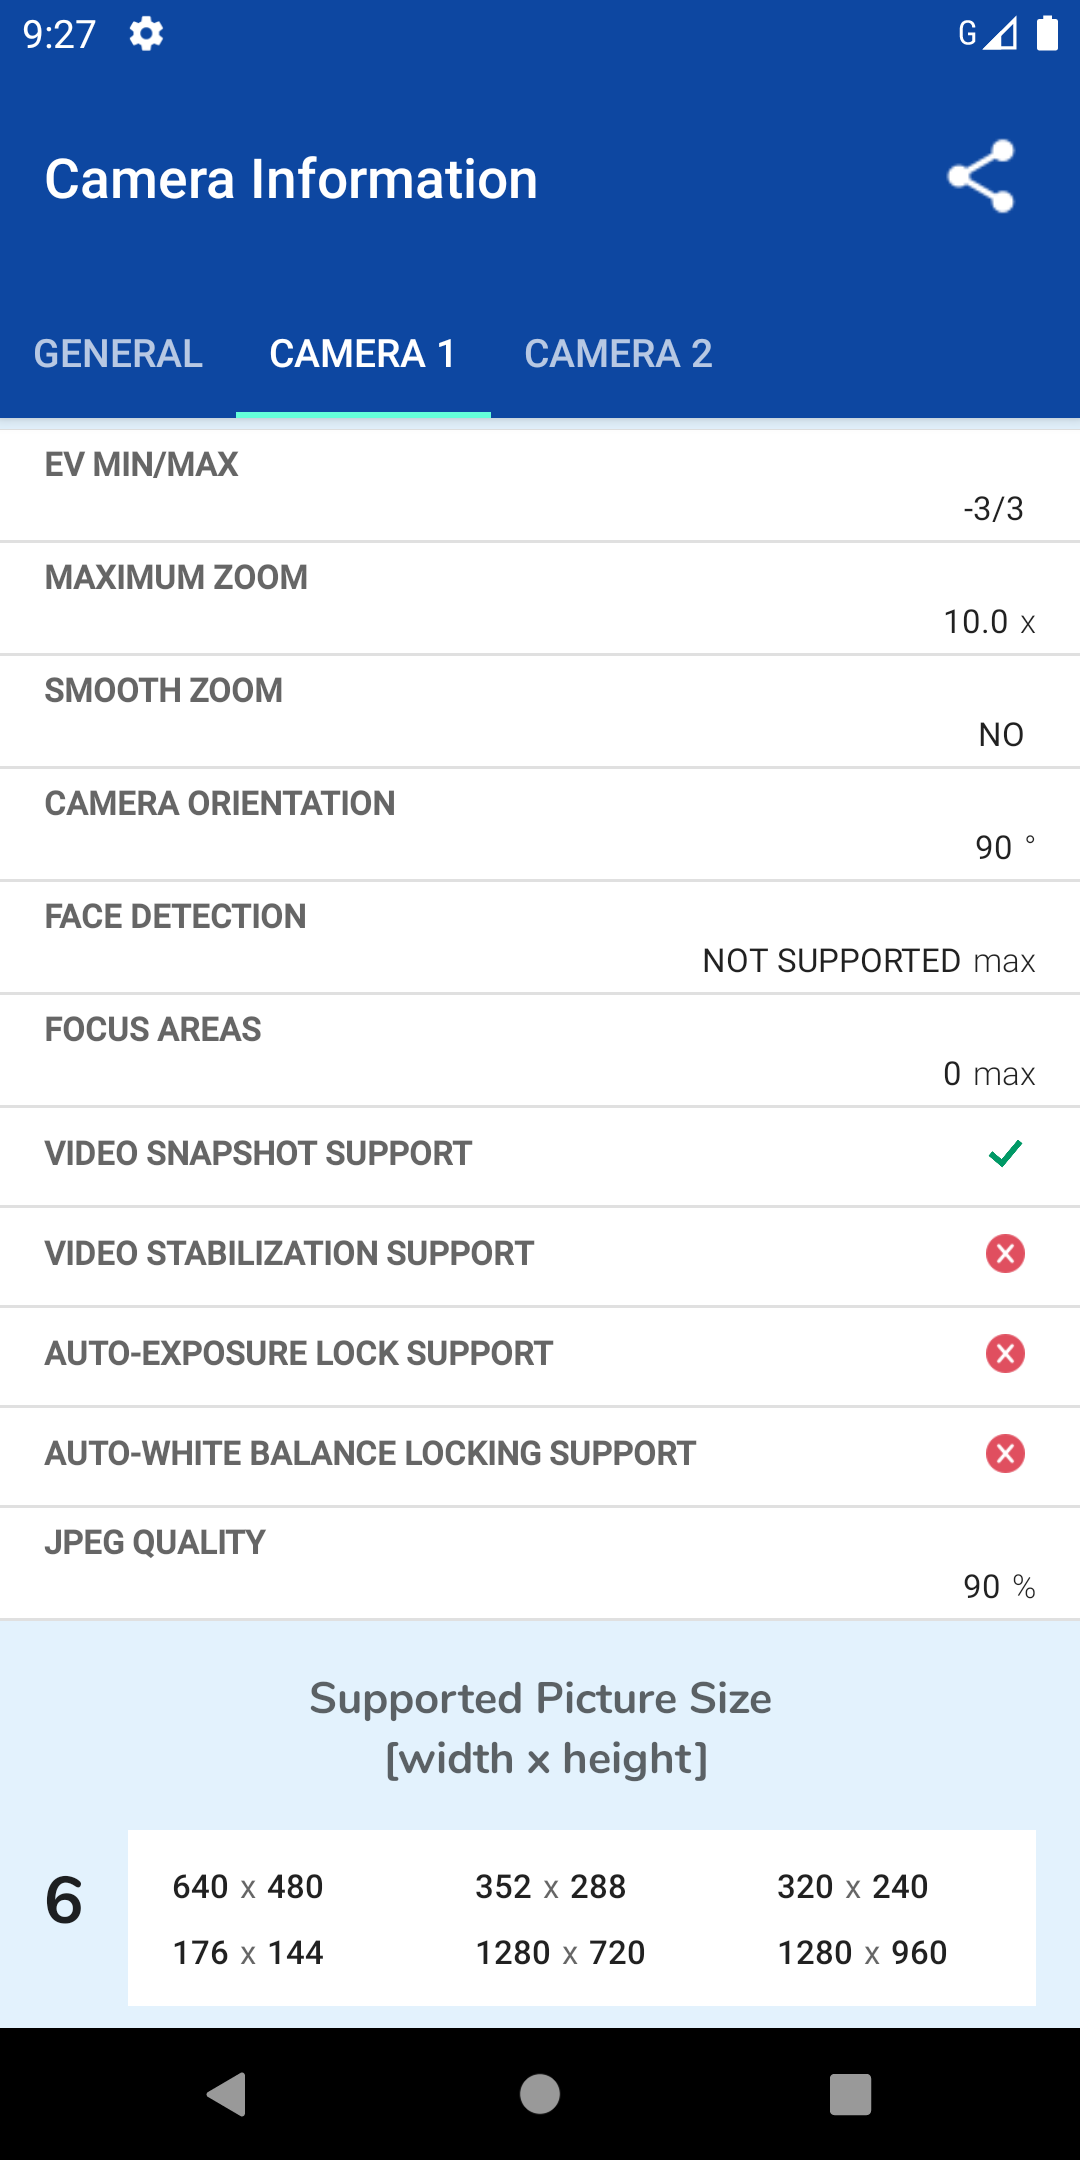 9:27
G
Camera Information
GENERAL CAMERA 1 CAMERA 2
EV MIN/MAX
-3/3
MAXIMUM ZOOM
10.0 x
SMOOTH ZOOM
NO
CAMERA ORIENTATION
90 °
FACE DETECTION
NOT SUPPORTED max
FOCUS AREAS
0 max
VIDEO SNAPSHOT SUPPORT
VIDEO STABILIZATION SUPPORT
AUTO-EXPOSURE LOCK SUPPORT
AUTO-WHITE BALANCE LOCKING SUPPORT
JPEG QUALITY
90 %
Supported Picture Size
[width x height]
6
640 x 480 352 x 288 320 x 240
176 x 144 1280 x 720 1280 x 960